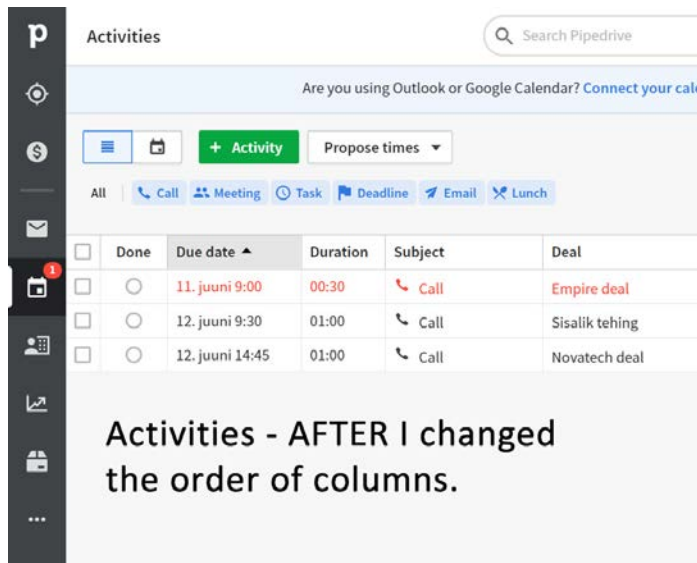 p Activities Search Pipedrive
Are you using Outlook or Google Calendar? Connect your cal
+ Activity Propose times
All Call Meeting Task Deadline Email Lunch
Done Due date Duration Subject Deal
1
11. juuni 9:00 00:30 Call Empire deal
12. juuni 9:30 01:00 Call Sisalik tehing
12. juuni 14:45 01:00 Call Novatech deal
Activities - AFTER I changed
the order of columns.